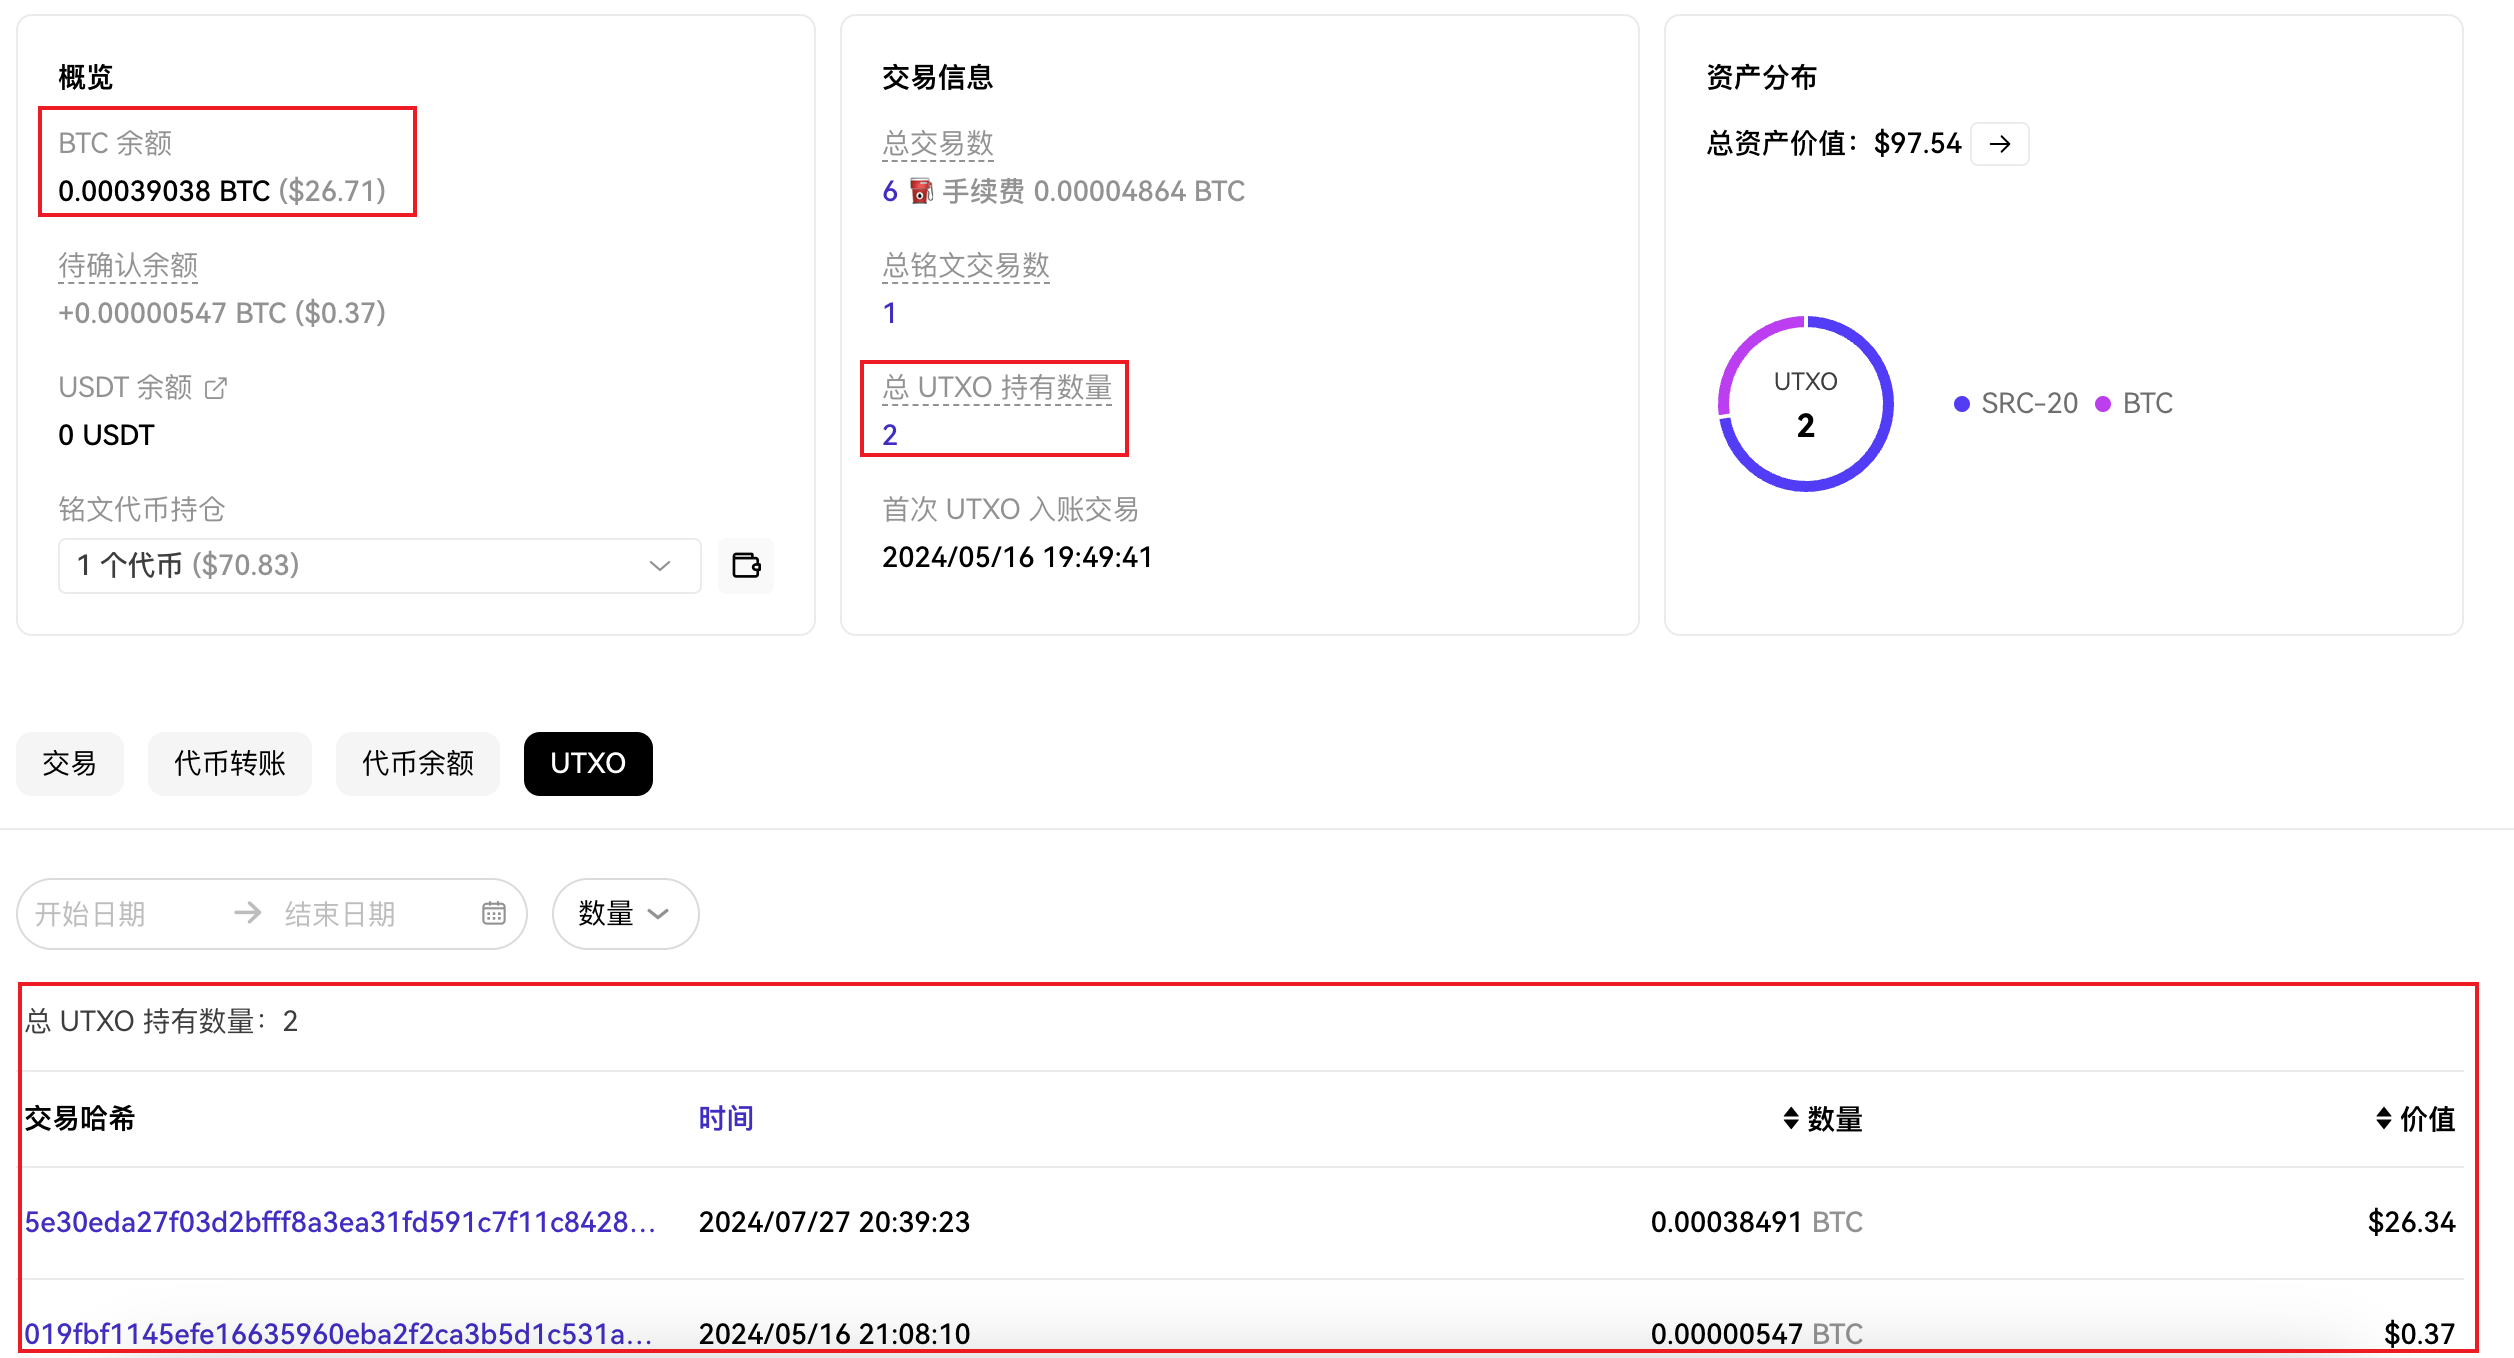 概览
BTC 余额
0.00039038 BTC ($26.71)
待确认余额
+0.00000547 BTC ($0.37)
USDT 余额
0 USDT
铭文代币持仓
1 个代币 ($70.83)
交易信息
总交易数
6 手续费 0.00004864 BTC
总铭文交易数
1
总 UTXO 持有数量
2
首次 UTXO 入账交易
2024/05/16 19:49:41
资产分布
总资产价值：$97.54
UTXO
2
SRC-20 BTC
交易 代币转账 代币余额 UTXO
开始日期 结束日期 数量
总 UTXO 持有数量：2
交易哈希 时间 数量 价值
5e30eda27f03d2bfff8a3ea31fd591c7f11c8428... 2024/07/27 20:39:23 0.00038491 BTC $26.34
019fbf1145efe16635960eba2f2ca3b5d1c531a... 2024/05/16 21:08:10 0.00000547 BTC $0.37